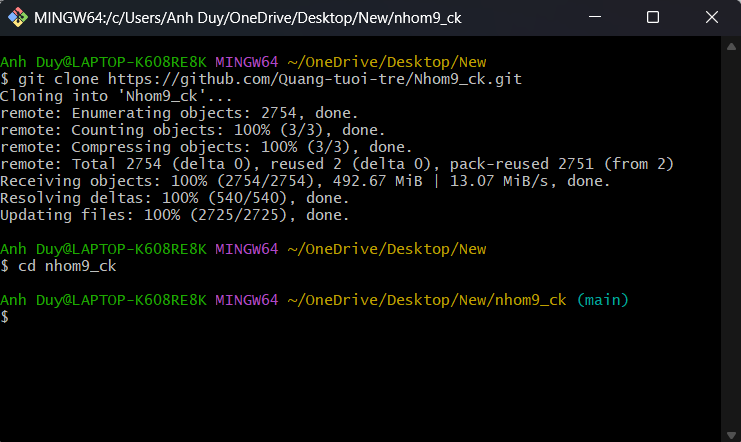 MINGW64:/c/Users/Anh Duy/OneDrive/Desktop/New/nhom9_ck
Anh Duy@LAPTOP-K608RE8K MINGW64 ~/OneDrive/Desktop/New
$ git clone https://github.com/Quang-tuoi-tre/Nhom9_ck.git
Cloning into 'Nhom9_ck'...
remote: Enumerating objects: 2754, done.
remote: Counting objects: 100% (3/3), done.
remote: Compressing objects: 100% (3/3), done.
remote: Total 2754 (delta 0), reused 2 (delta 0), pack-reused 2751 (from 2)
Receiving objects: 100% (2754/2754), 492.67 MiB | 13.07 MiB/s, done.
Resolving deltas: 100% (540/540), done.
Updating files: 100% (2725/2725), done.
Anh Duy@LAPTOP-K608RE8K MINGW64 ~/OneDrive/Desktop/New
$ cd nhom9_ck
Anh Duy@LAPTOP-K608RE8K MINGW64 ~/OneDrive/Desktop/New/nhom9_ck (main)
$